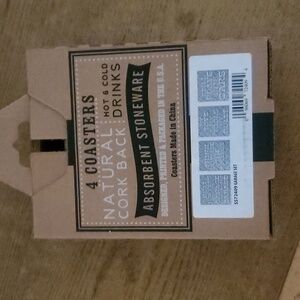 4 COASTERS
NATURAL
CORK BACK
HOT & COLD
DRINKS
ABSORBENT STONEWARE
DESIGNED, PRINTED & PACKAGED IN THE U.S.A.
Coasters Made in China